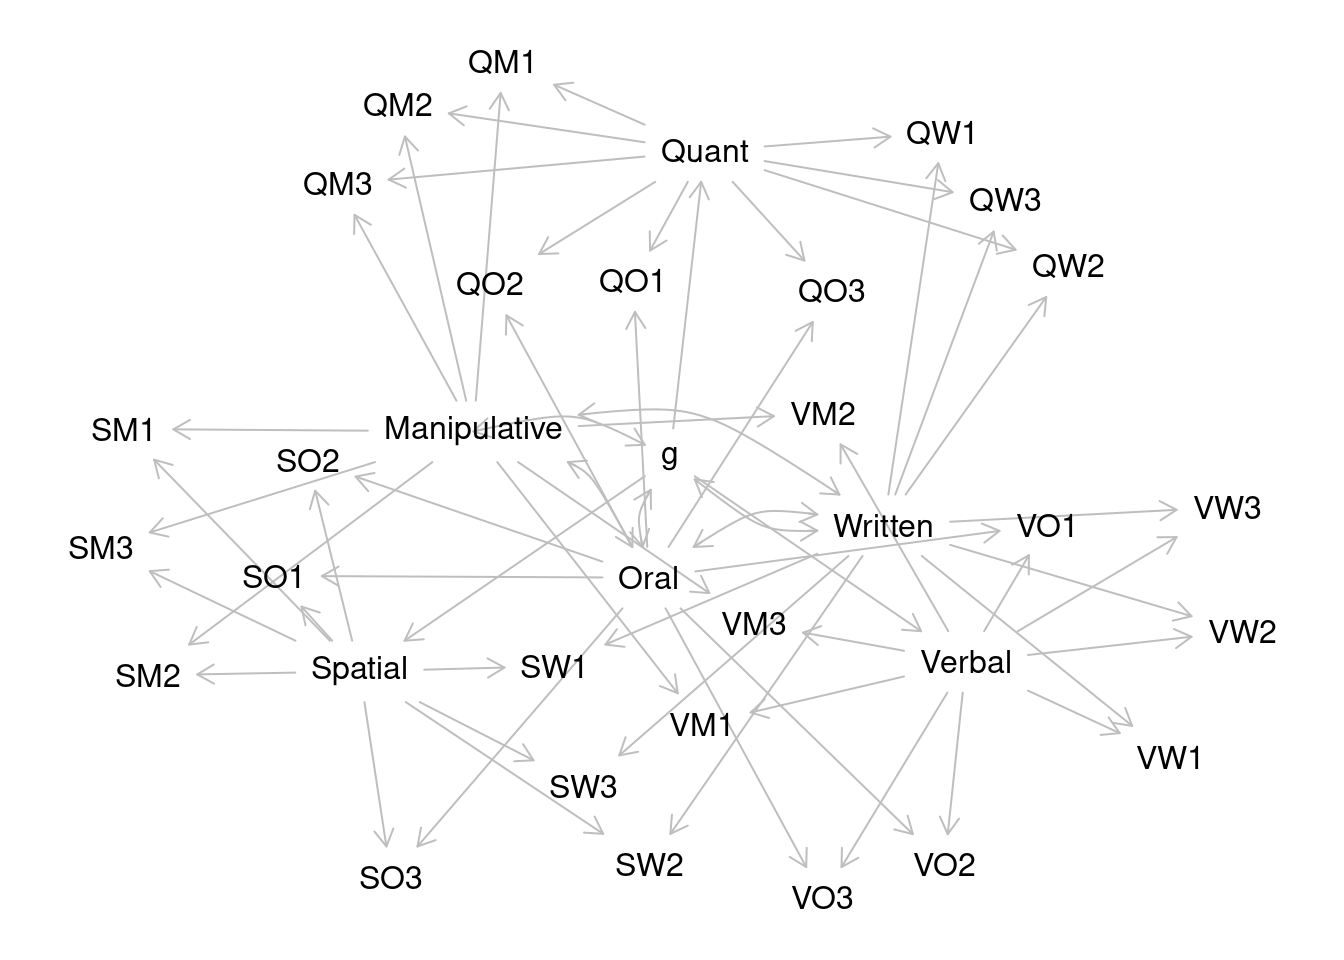 QM1
QM2
QW1
Quant
QM3
QW3
QW2
QO2
QO1
QO3
VM2
SM1
Manipulative
g
SO2
VW3
Written
VO1
SM3
SO1
Oral
VM3
VW2
Verbal
SM2
Spatial
SW1
VM1
VW1
SW3
SW2
VO2
SO3
VO3